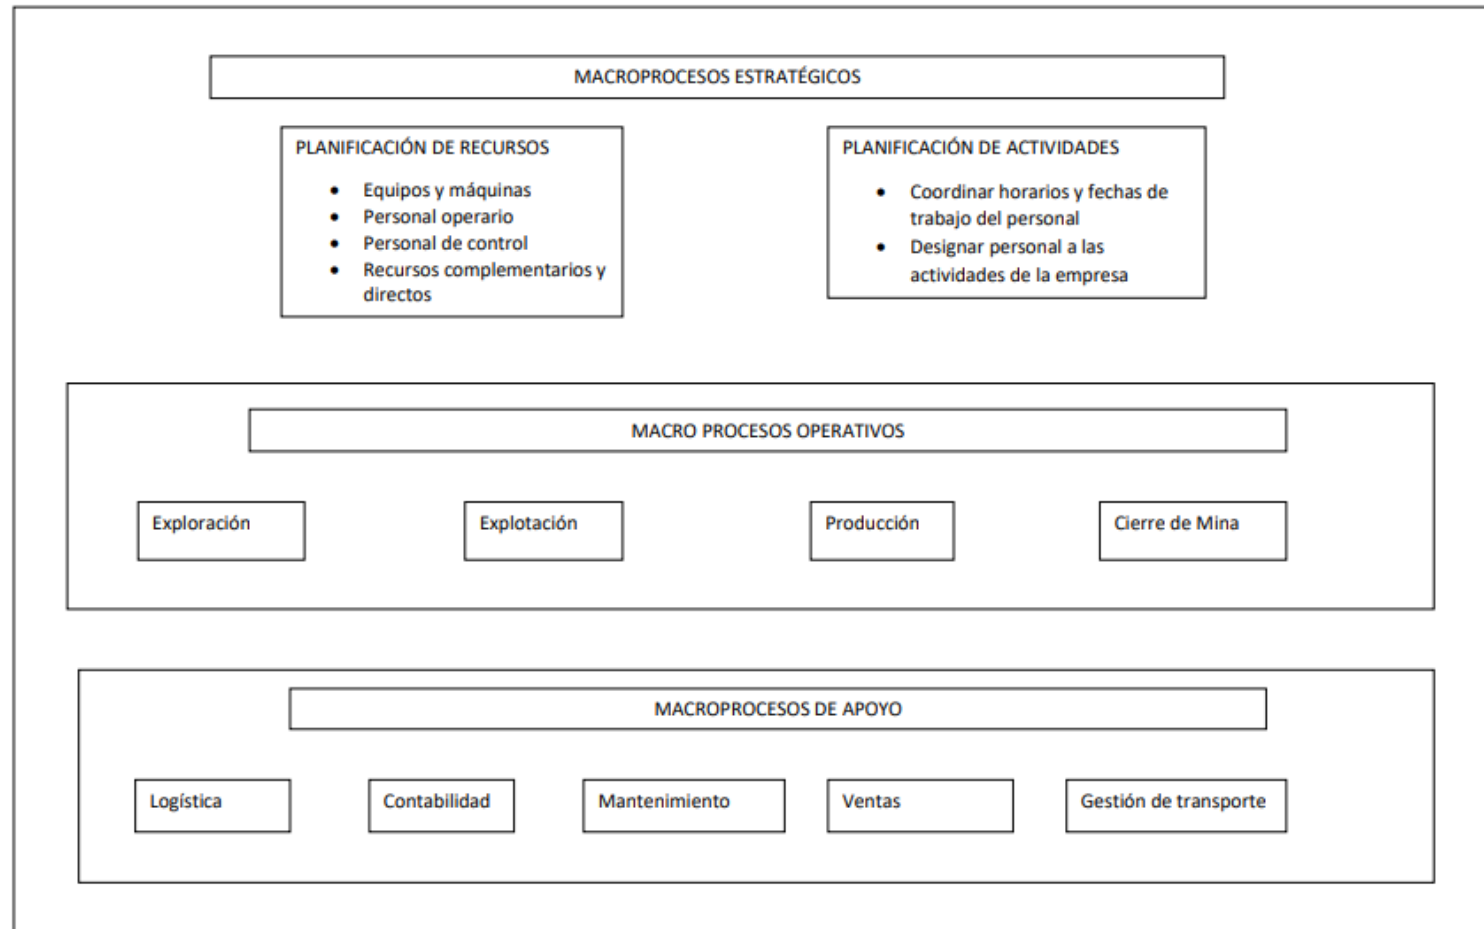 MACROPROCESOS ESTRATÉGICOS
PLANIFICACIÓN DE RECURSOS
• Equipos y máquinas
• Personal operario
• Personal de control
• Recursos complementarios y
directos
PLANIFICACIÓN DE ACTIVIDADES
• Coordinar horarios y fechas de
trabajo del personal
• Designar personal a las
actividades de la empresa
MACRO PROCESOS OPERATIVOS
Exploración
Explotación
Producción
Cierre de Mina
MACROPROCESOS DE APOYO
Logística
Contabilidad
Mantenimiento
Ventas
Gestión de transporte